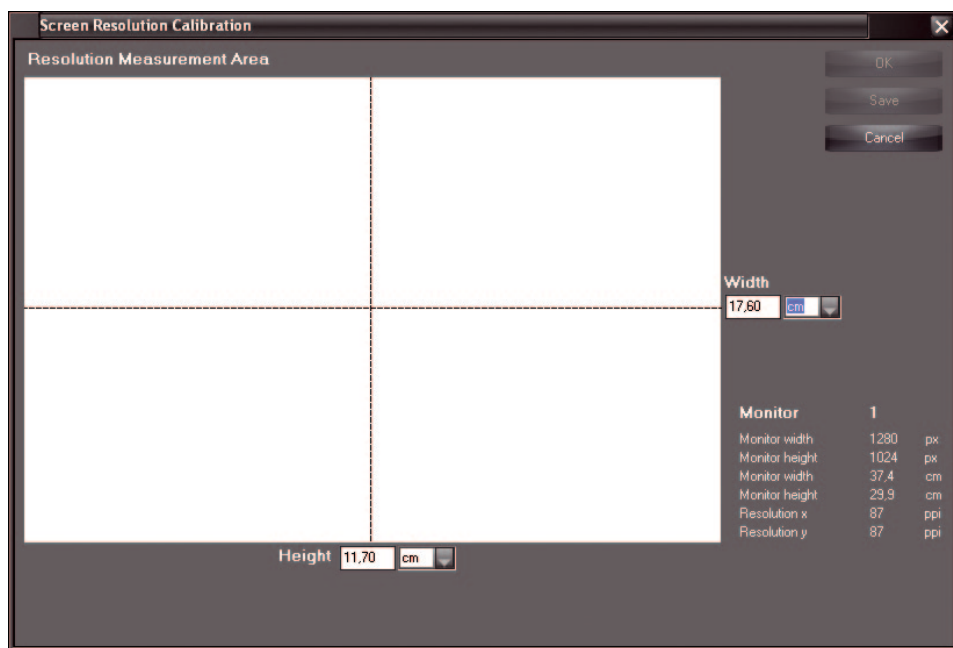 Screen Resolution Calibration
Resolution Measurement Area
OK
Save
Cancel
Width
17,60 cm
Monitor 1
Monitor width 1280 px
Monitor height 1024 px
Monitor width 37,4 cm
Monitor height 29,9 cm
Resolution x 87 ppi
Resolution y 87 ppi
Height 11,70 cm